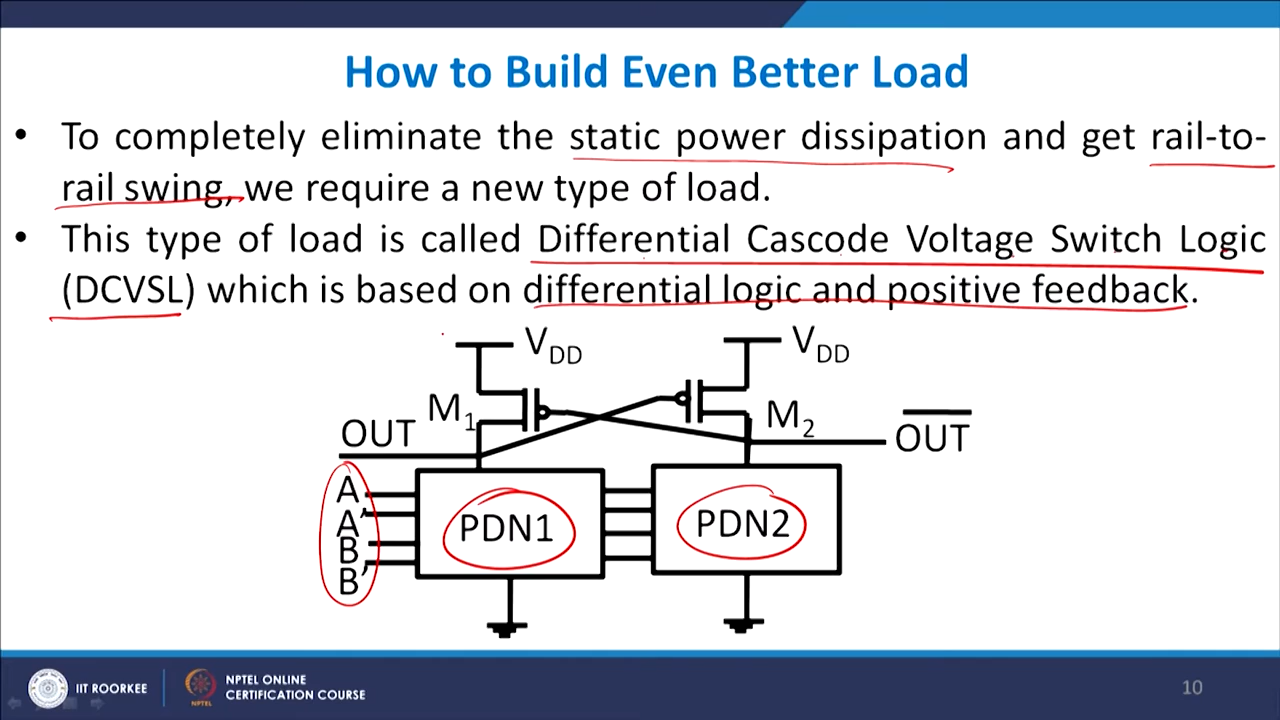 How to Build Even Better Load
• To completely eliminate the static power dissipation and get rail-to-
rail swing, we require a new type of load.
• This type of load is called Differential Cascode Voltage Switch Logic
(DCVSL) which is based on differential logic and positive feedback.
VDD VDD
M1 M2
OUT OUT
A
A'
B
B'
PDN1 PDN2
IIT ROORKEE
NPTEL
NPTEL ONLINE
CERTIFICATION COURSE
10